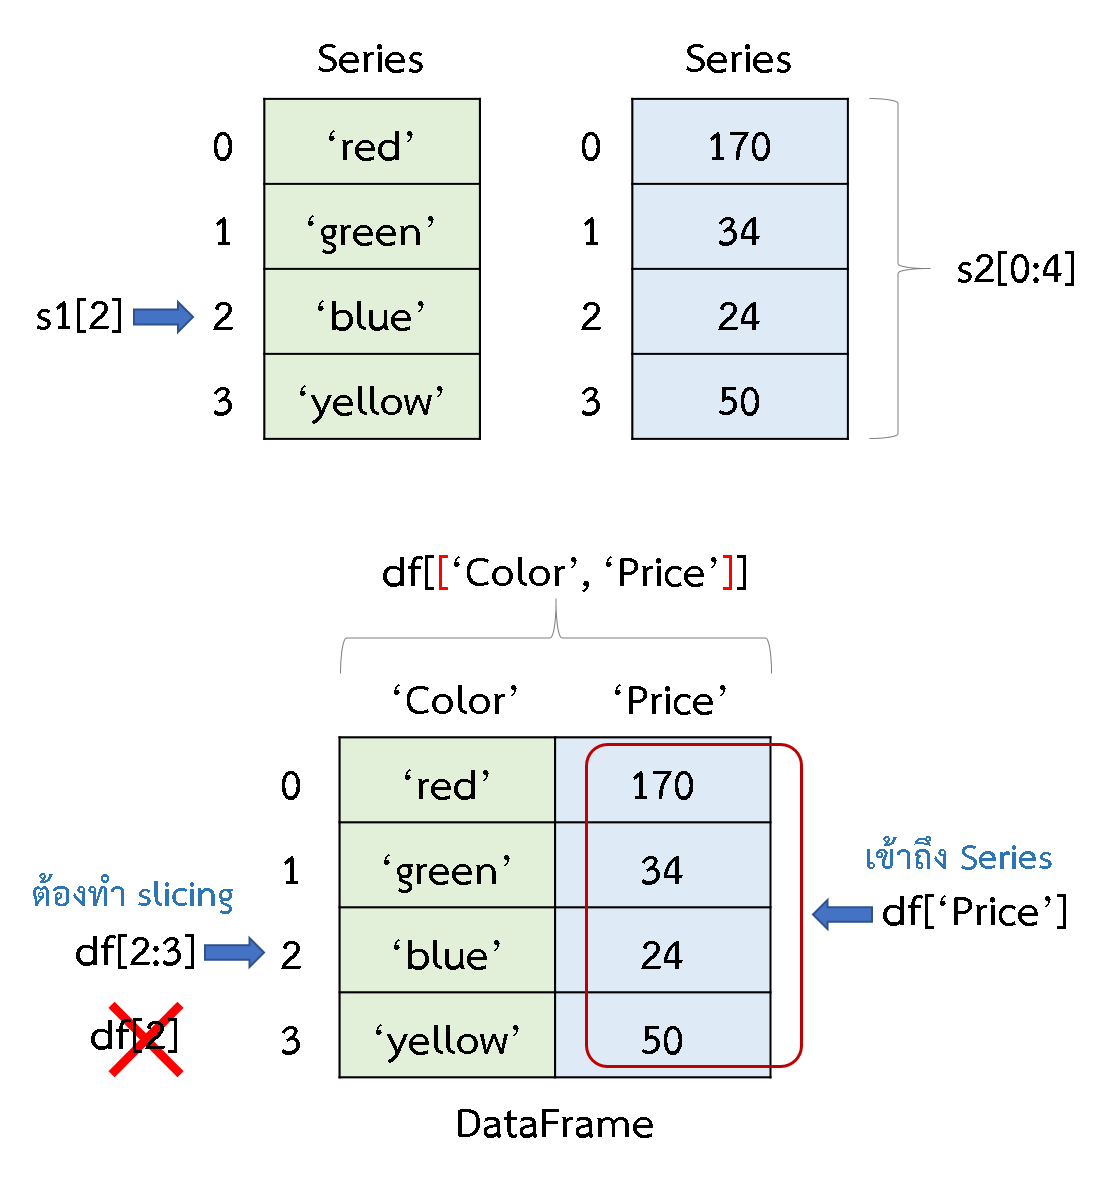 Series Series
0 ‘red’ 0 170
1 ‘green’ 1 34
s2[0:4]
s1[2] 2 ‘blue’ 2 24
3 ‘yellow’ 3 50
df[[‘Color’, ‘Price’]]
‘Color’ ‘Price’
0 ‘red’ 170
1 ‘green’ 34
เข้าถึง Series
ต้องทำ slicing
df[‘Price’]
df[2:3] 2 ‘blue’ 24
df[2] 3 ‘yellow’ 50
DataFrame